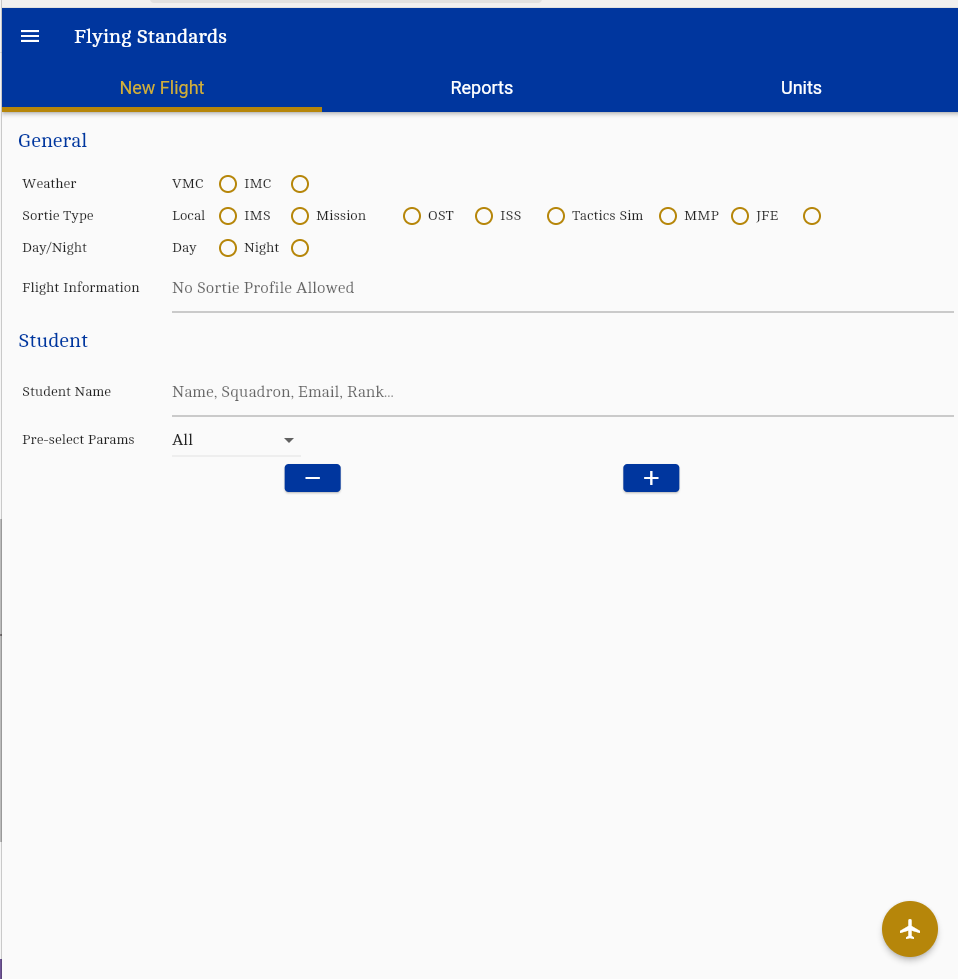 Flying Standards
New Flight Reports Units
General
Weather VMC IMC
Sortie Type Local IMS Mission OST ISS Tactics Sim MMP JFE
Day/Night Day Night
Flight Information No Sortie Profile Allowed
Student
Student Name Name, Squadron, Email, Rank...
Pre-select Params All